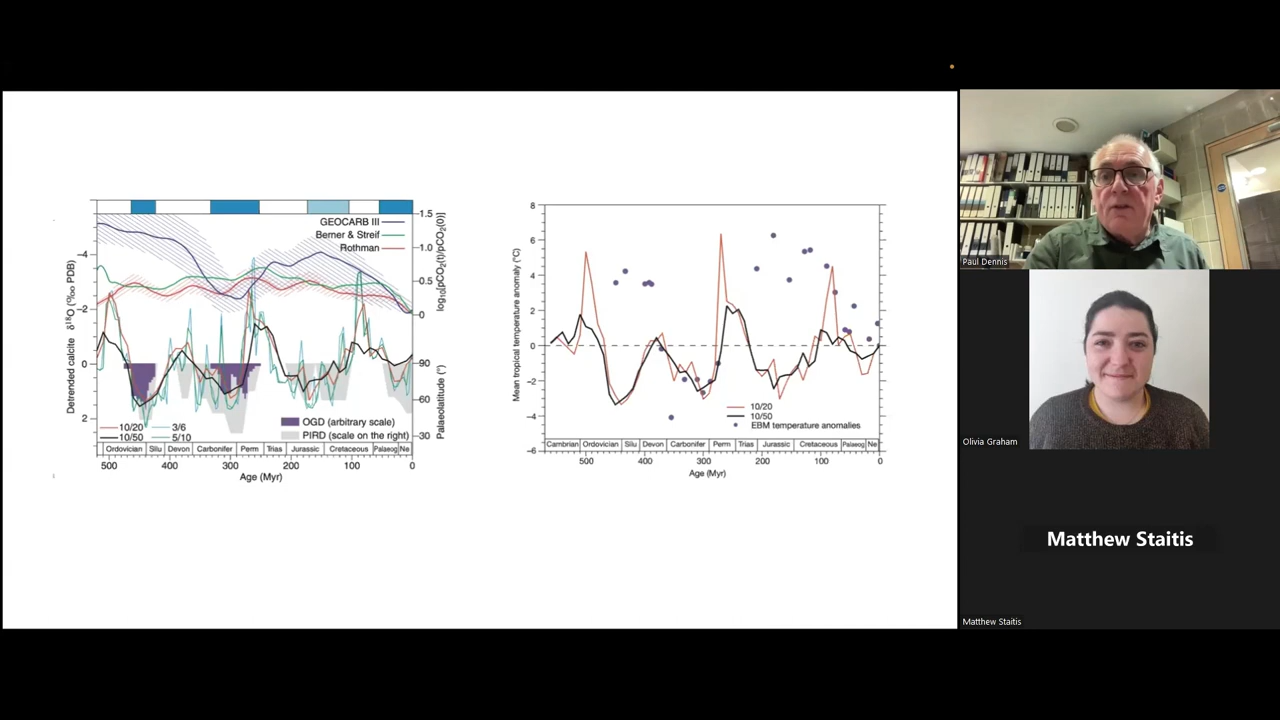 GEOCARB III
Berner & Streif
Rothman
1.5
1.0
0.5
0
log10[pCO2(t)/pCO2(0)]
–4
–2
0
2
Detrended calcite δ18O (‰ PDB)
90
60
30
Palaeolatitude (°)
OGD (arbitrary scale)
PIRD (scale on the right)
10/20 3/6
10/50 5/10
Ordovician Silu Devon Carbonifer Perm Trias Jurassic Cretaceous Palaeog Ne
500 400 300 200 100 0
Age (Myr)
8
6
4
2
0
–2
–4
–6
Mean tropical temperature anomaly (°C)
10/20
10/50
EBM temperature anomalies
Cambrian Ordovician Silu Devon Carbonifer Perm Trias Jurassic Cretaceous Palaeog Ne
500 400 300 200 100 0
Age (Myr)
Paul Dennis
Olivia Graham
Matthew Staitis
Matthew Staitis